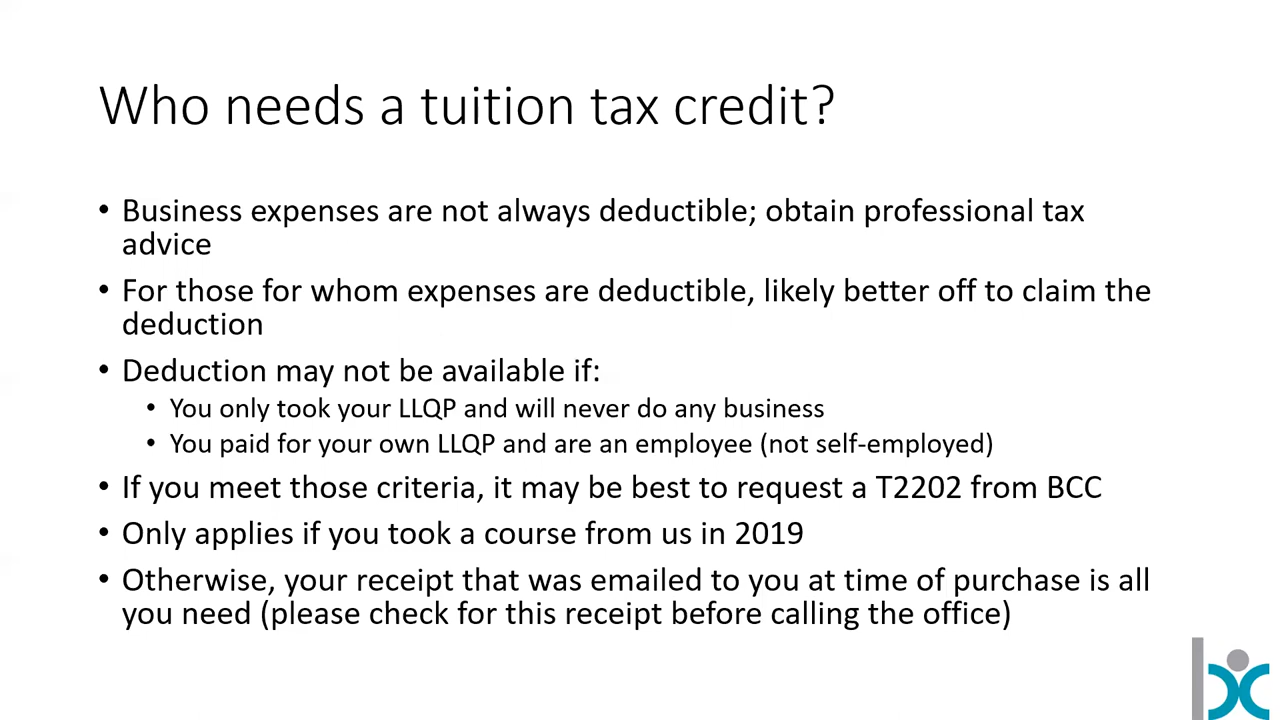 Who needs a tuition tax credit?
• Business expenses are not always deductible; obtain professional tax
advice
• For those for whom expenses are deductible, likely better off to claim the
deduction
• Deduction may not be available if:
• You only took your LLQP and will never do any business
• You paid for your own LLQP and are an employee (not self-employed)
• If you meet those criteria, it may be best to request a T2202 from BCC
• Only applies if you took a course from us in 2019
• Otherwise, your receipt that was emailed to you at time of purchase is all
you need (please check for this receipt before calling the office)